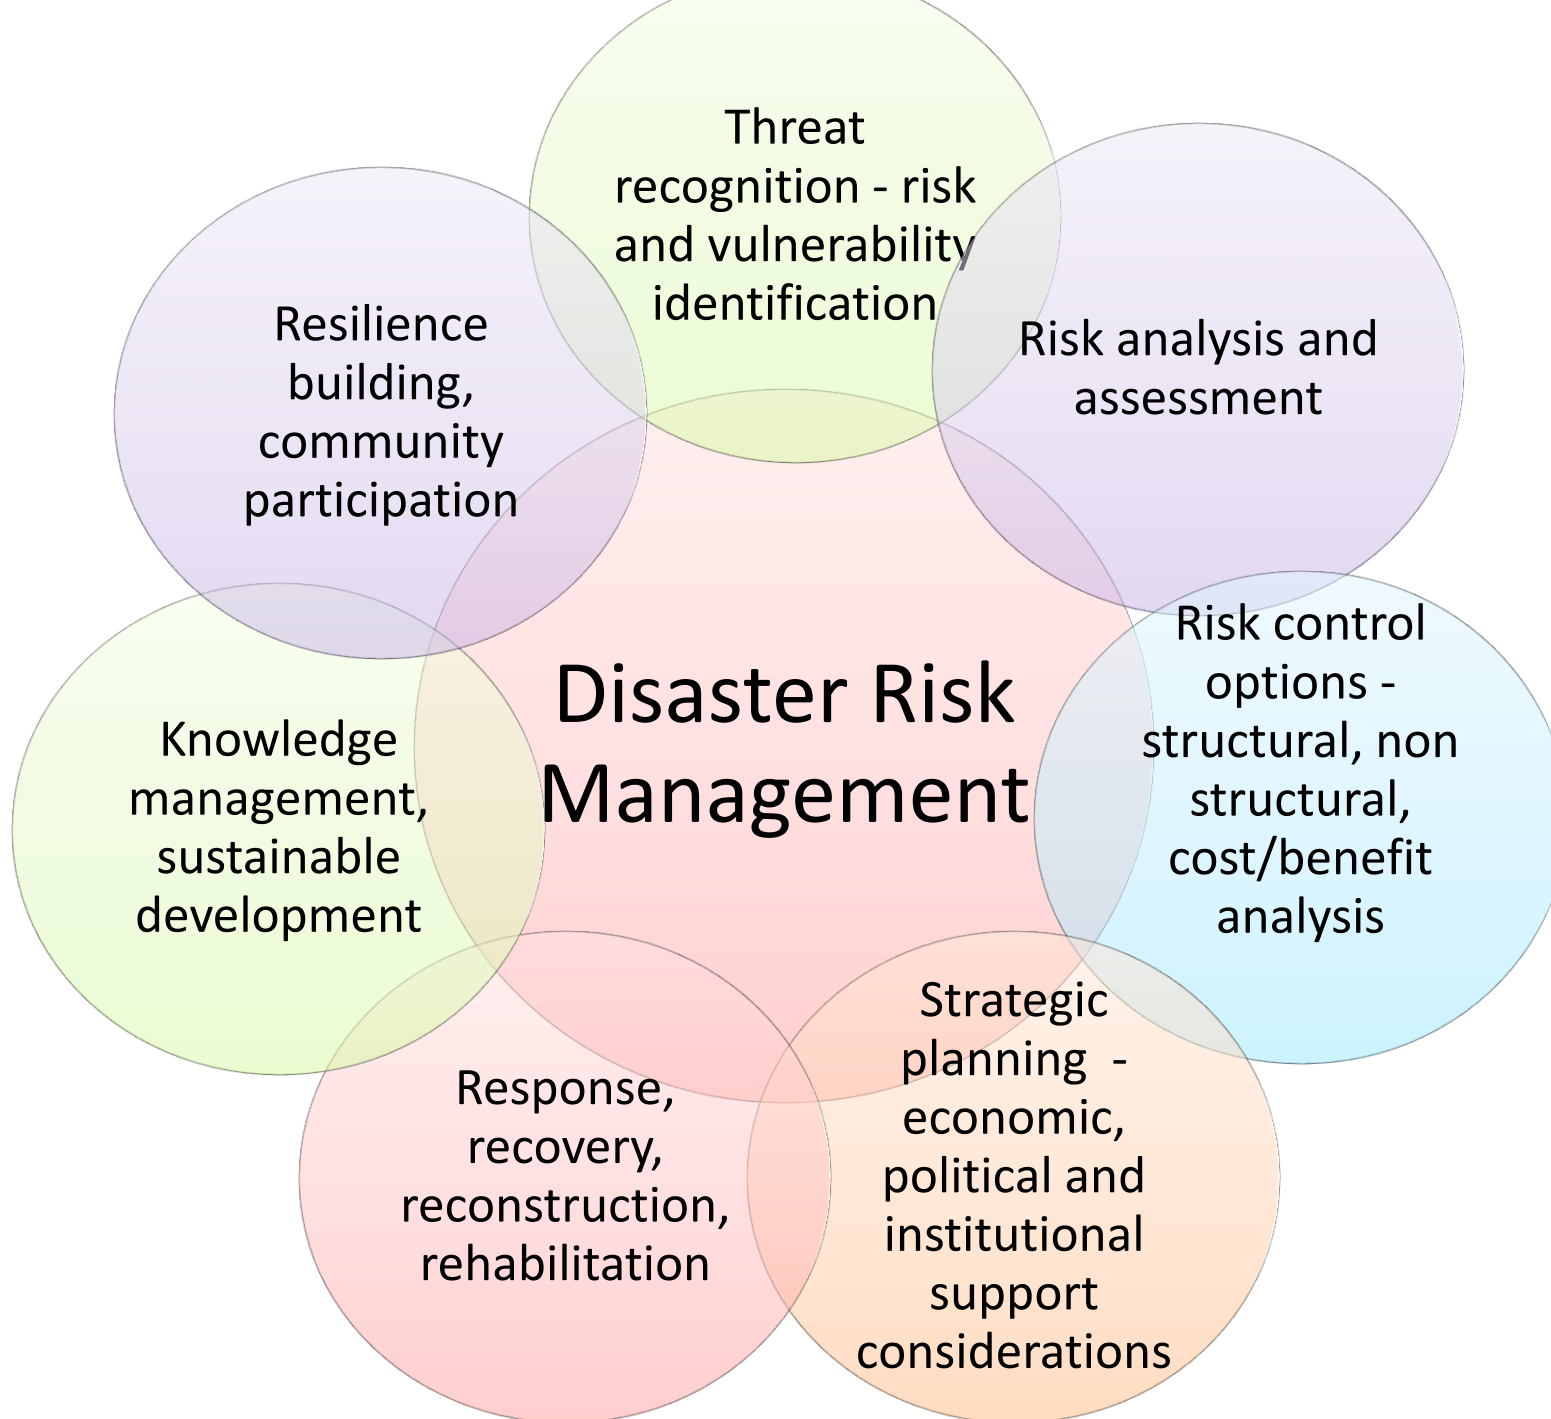 Threat
recognition - risk
and vulnerability
identification
Risk analysis and
assessment
Risk control
options -
structural, non
structural,
cost/benefit
analysis
Strategic
planning  -
economic,
political and
institutional
support
considerations
Response,
recovery,
reconstruction,
rehabilitation
Knowledge
management,
sustainable
development
Resilience
building,
community
participation
Disaster Risk
Management